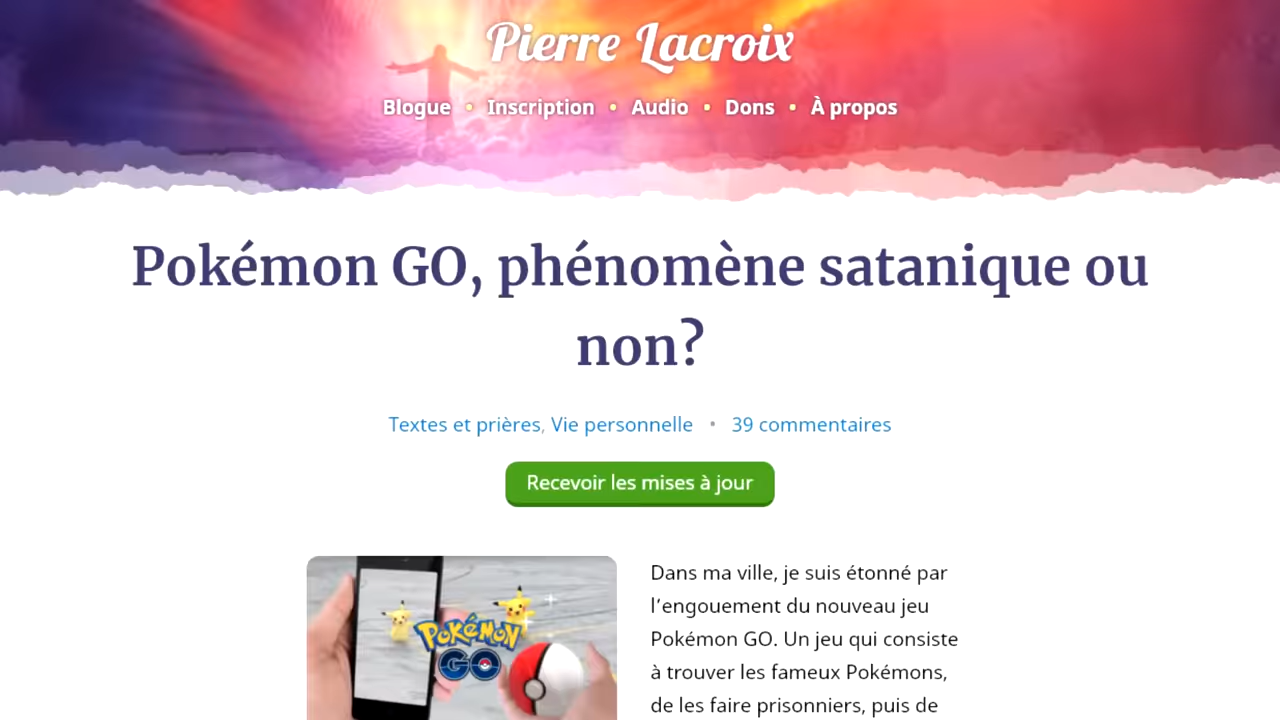 Pierre Lacroix
Blogue • Inscription • Audio • Dons • À propos
Pokémon GO, phénomène satanique ou
non?
Textes et prières, Vie personnelle • 39 commentaires
Recevoir les mises à jour
POKÉMON
GO
Dans ma ville, je suis étonné par
l’engouement du nouveau jeu
Pokémon GO. Un jeu qui consiste
à trouver les fameux Pokémons,
de les faire prisonniers, puis de